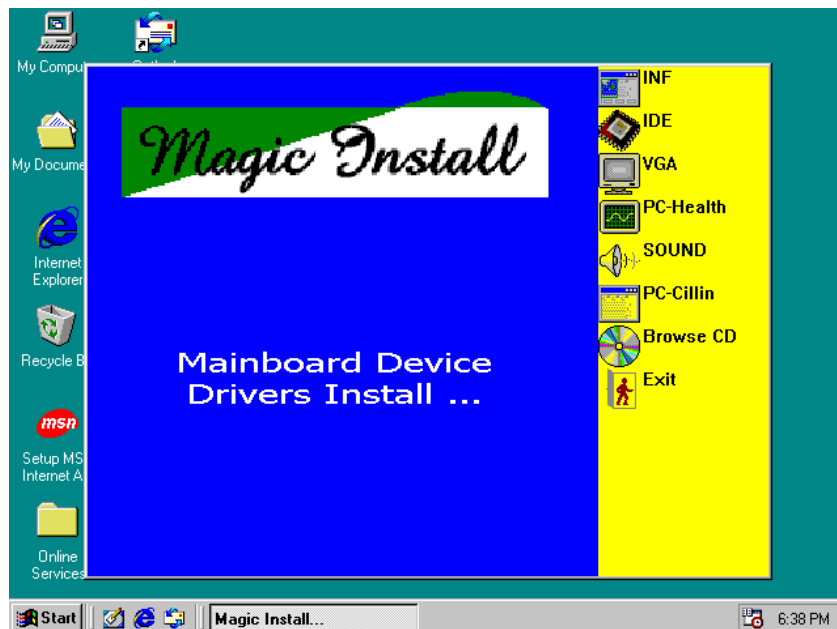 My Compu
Magic Install
Mainboard Device
Drivers Install ...
INF
IDE
VGA
PC-Health
SOUND
PC-Cillin
Browse CD
Exit
My Docume
Internet
Explorer
Recycle B
msn
Setup MS
Internet A
Online
Services
Start
Magic Install...
6:38 PM